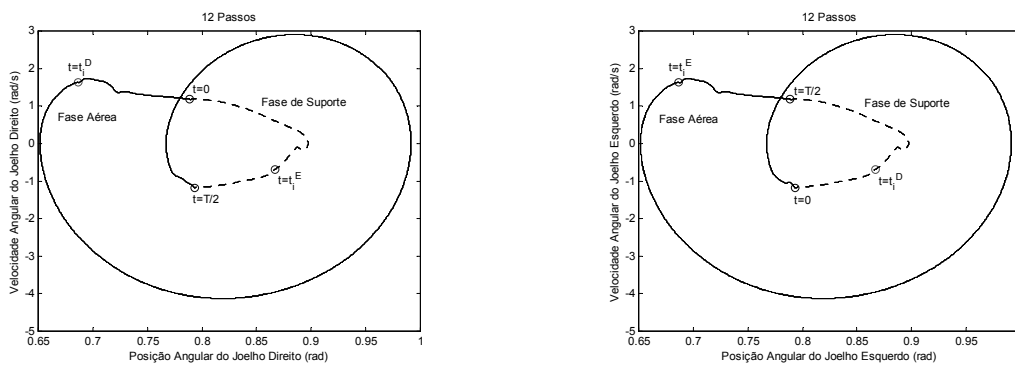 12 Passos
3
2
1
0
-1
-2
-3
-4
-5
0.65
0.7
0.75
0.8
0.85
0.9
0.95
1
Velocidade Angular do Joelho Direito (rad/s)
Posição Angular do Joelho Direito (rad)
t=t_i^D
t=0
Fase de Suporte
Fase Aérea
t=t_i^E
t=T/2
12 Passos
3
2
1
0
-1
-2
-3
-4
-5
0.65
0.7
0.75
0.8
0.85
0.9
0.95
Velocidade Angular do Joelho Esquerdo (rad/s)
Posição Angular do Joelho Esquerdo (rad)
t=t_i^E
t=T/2
Fase de Suporte
Fase Aérea
t=t_i^D
t=0